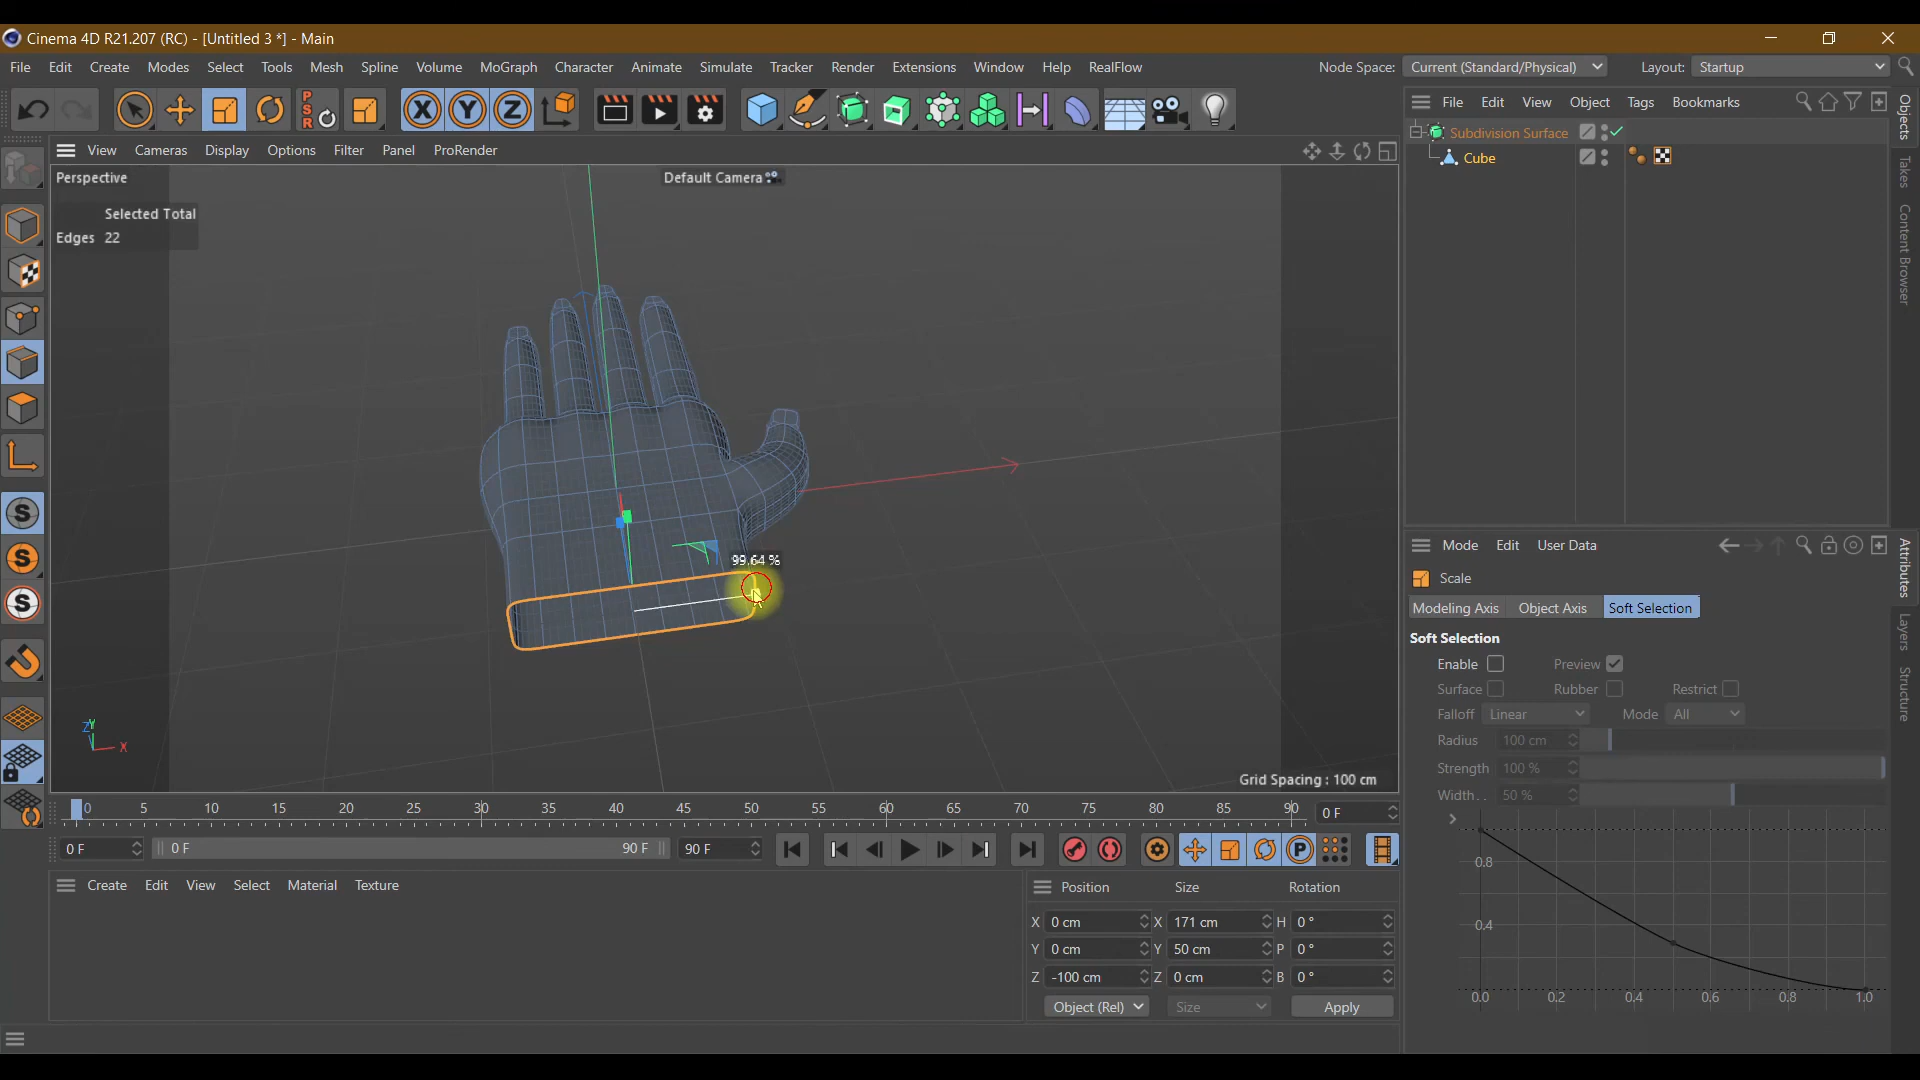 Cinema 4D R21.207 (RC) - [Untitled 3 *] - Main
File Edit Create Modes Select Tools Mesh Spline Volume MoGraph Character Animate Simulate Tracker Render Extensions Window Help RealFlow Node Space: Current (Standard/Physical) Layout: Startup
X Y Z
PSR
File Edit View Object Tags Bookmarks
Objects
Takes
Content Browser
Subdivision Surface
Cube
View Cameras Display Options Filter Panel ProRender
Perspective
Default Camera
Selected Total
Edges 22
99.64 %
Z Y X
Grid Spacing : 100 cm
Mode Edit User Data
Attributes
Layers
Structure
Scale
Modeling Axis Object Axis Soft Selection
Soft Selection
Enable Preview
Surface Rubber Restrict
Falloff Linear Mode All
Radius 100 cm
Strength 100 %
Width . . 50 %
0.8
0.4
0.0 0.2 0.4 0.6 0.8 1.0
0 5 10 15 20 25 30 35 40 45 50 55 60 65 70 75 80 85 90 0 F
0 F 0 F 90 F 90 F
Create Edit View Select Material Texture
Position Size Rotation
X 0 cm X 171 cm H 0 °
Y 0 cm Y 50 cm P 0 °
Z -100 cm Z 0 cm B 0 °
Object (Rel) Size Apply